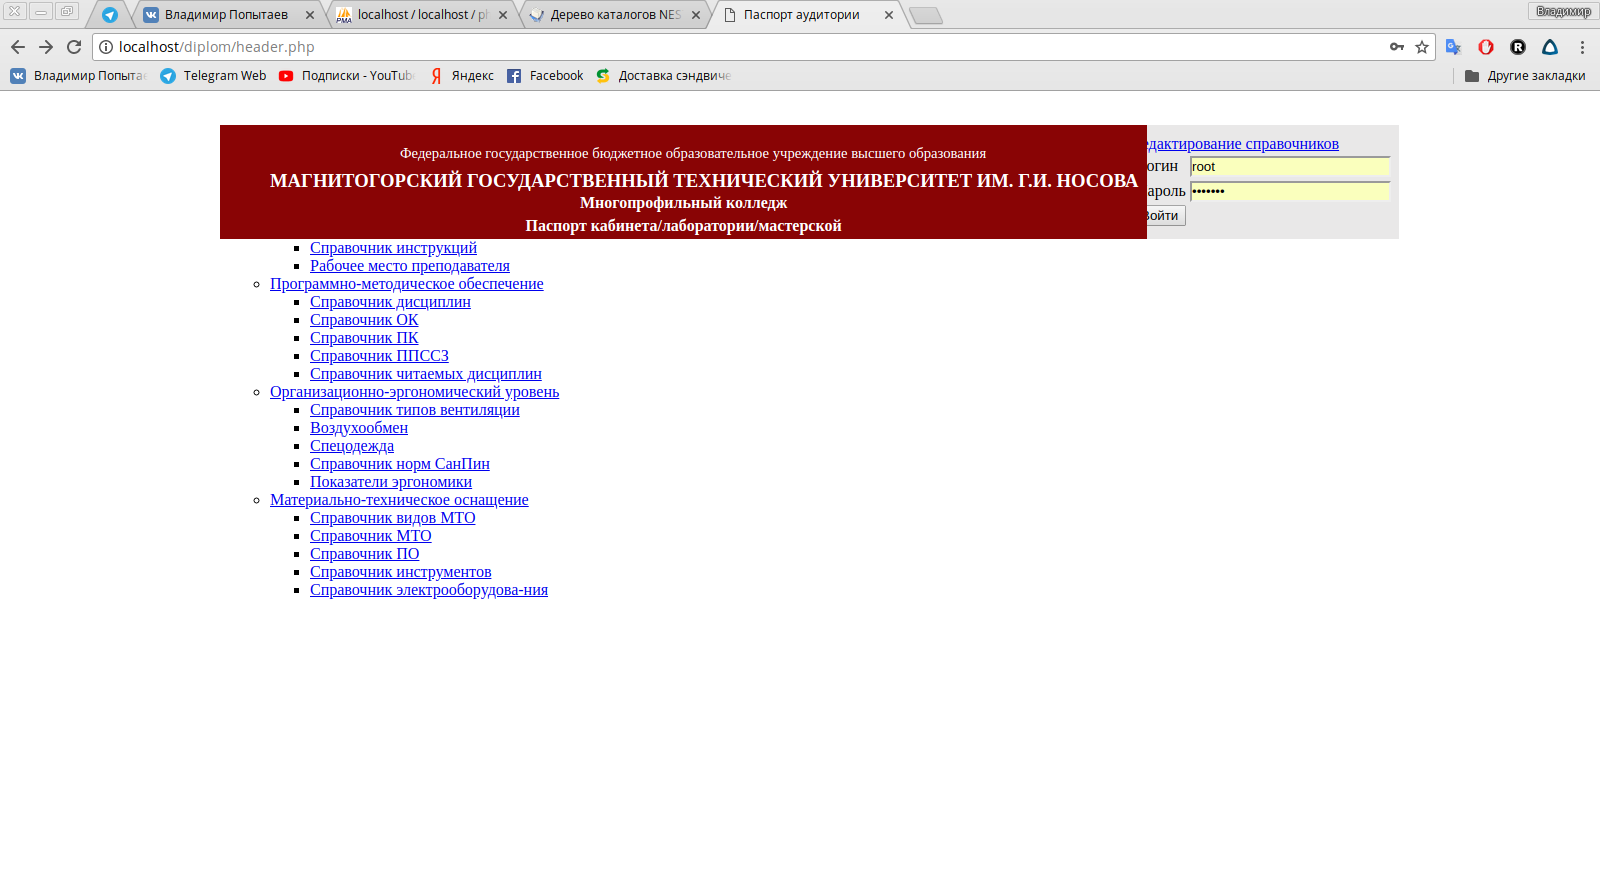 Владимир Попытаев
localhost / localhost / ph
Дерево каталогов NES
Паспорт аудитории
Владимир
localhost/diplom/header.php
Владимир Попыта
Telegram Web
Подписки - YouTub
Яндекс
Facebook
Доставка сэндвиче
Другие закладки
Федеральное государственное бюджетное образовательное учреждение высшего образования
МАГНИТОГОРСКИЙ ГОСУДАРСТВЕННЫЙ ТЕХНИЧЕСКИЙ УНИВЕРСИТЕТ ИМ. Г.И. НОСОВА
Многопрофильный колледж
Паспорт кабинета/лаборатории/мастерской
едактирование справочников
огин root
ароль •••••••
Войти
Справочник инструкций
Рабочее место преподавателя
Программно-методическое обеспечение
Справочник дисциплин
Справочник ОК
Справочник ПК
Справочник ППССЗ
Справочник читаемых дисциплин
Организационно-эргономический уровень
Справочник типов вентиляции
Воздухообмен
Спецодежда
Справочник норм СанПин
Показатели эргономики
Материально-техническое оснащение
Справочник видов МТО
Справочник МТО
Справочник ПО
Справочник инструментов
Справочник электрооборудова-ния